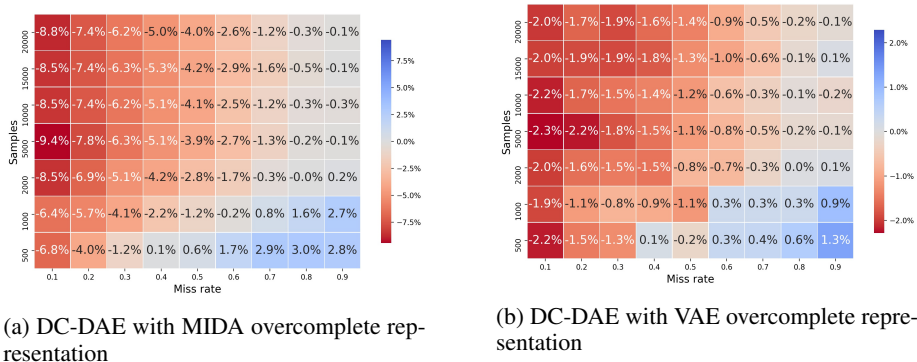 20000 -8.8% -7.4% -6.2% -5.0% -4.0% -2.6% -1.2% -0.3% -0.1%
15000 -8.5% -7.4% -6.3% -5.3% -4.2% -2.9% -1.6% -0.5% -0.1%
10000 -8.5% -7.4% -6.2% -5.1% -4.1% -2.5% -1.2% -0.3% -0.3%
5000 -9.4% -7.8% -6.3% -5.1% -3.9% -2.7% -1.3% -0.2% -0.1%
2000 -8.5% -6.9% -5.1% -4.2% -2.8% -1.7% -0.3% -0.0% 0.2%
1000 -6.4% -5.7% -4.1% -2.2% -1.2% -0.2% 0.8% 1.6% 2.7%
500 -6.8% -4.0% -1.2% 0.1% 0.6% 1.7% 2.9% 3.0% 2.8%
0.1 0.2 0.3 0.4 0.5 0.6 0.7 0.8 0.9
Miss rate
Samples
7.5%
5.0%
2.5%
0.0%
-2.5%
-5.0%
-7.5%
(a) DC-DAE with MIDA overcomplete rep-
resentation
20000 -2.0% -1.7% -1.9% -1.6% -1.4% -0.9% -0.5% -0.2% -0.1%
15000 -2.0% -1.9% -1.9% -1.8% -1.3% -1.0% -0.6% -0.1% 0.1%
10000 -2.2% -1.7% -1.5% -1.4% -1.2% -0.6% -0.3% -0.1% -0.2%
5000 -2.3% -2.2% -1.8% -1.5% -1.1% -0.8% -0.5% -0.2% -0.1%
2000 -2.0% -1.6% -1.5% -1.5% -0.8% -0.7% -0.3% 0.0% 0.1%
1000 -1.9% -1.1% -0.8% -0.9% -1.1% 0.3% 0.3% 0.3% 0.9%
500 -2.2% -1.5% -1.3% 0.1% -0.2% 0.3% 0.4% 0.6% 1.3%
0.1 0.2 0.3 0.4 0.5 0.6 0.7 0.8 0.9
Miss rate
Samples
2.0%
1.0%
0.0%
-1.0%
-2.0%
(b) DC-DAE with VAE overcomplete repre-
sentation